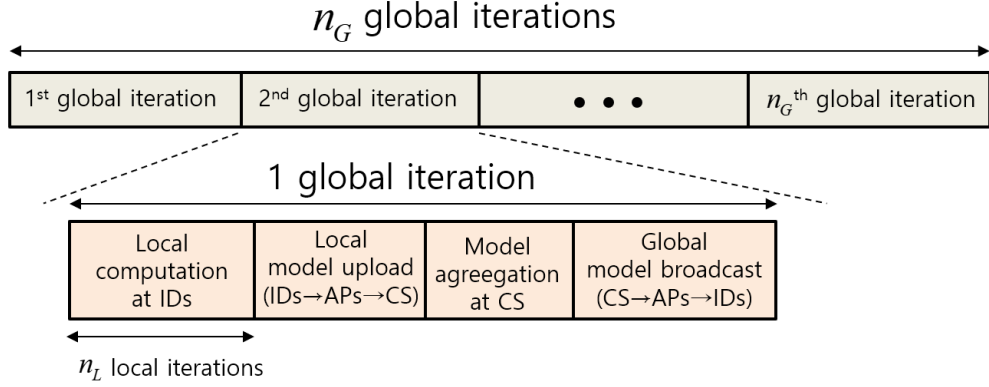 n_G global iterations
1st global iteration
2nd global iteration
• • •
n_G th global iteration
1 global iteration
Local
computation
at IDs
Local
model upload
(IDs→APs→CS)
Model
agreegation
at CS
Global
model broadcast
(CS→APs→IDs)
n_L local iterations